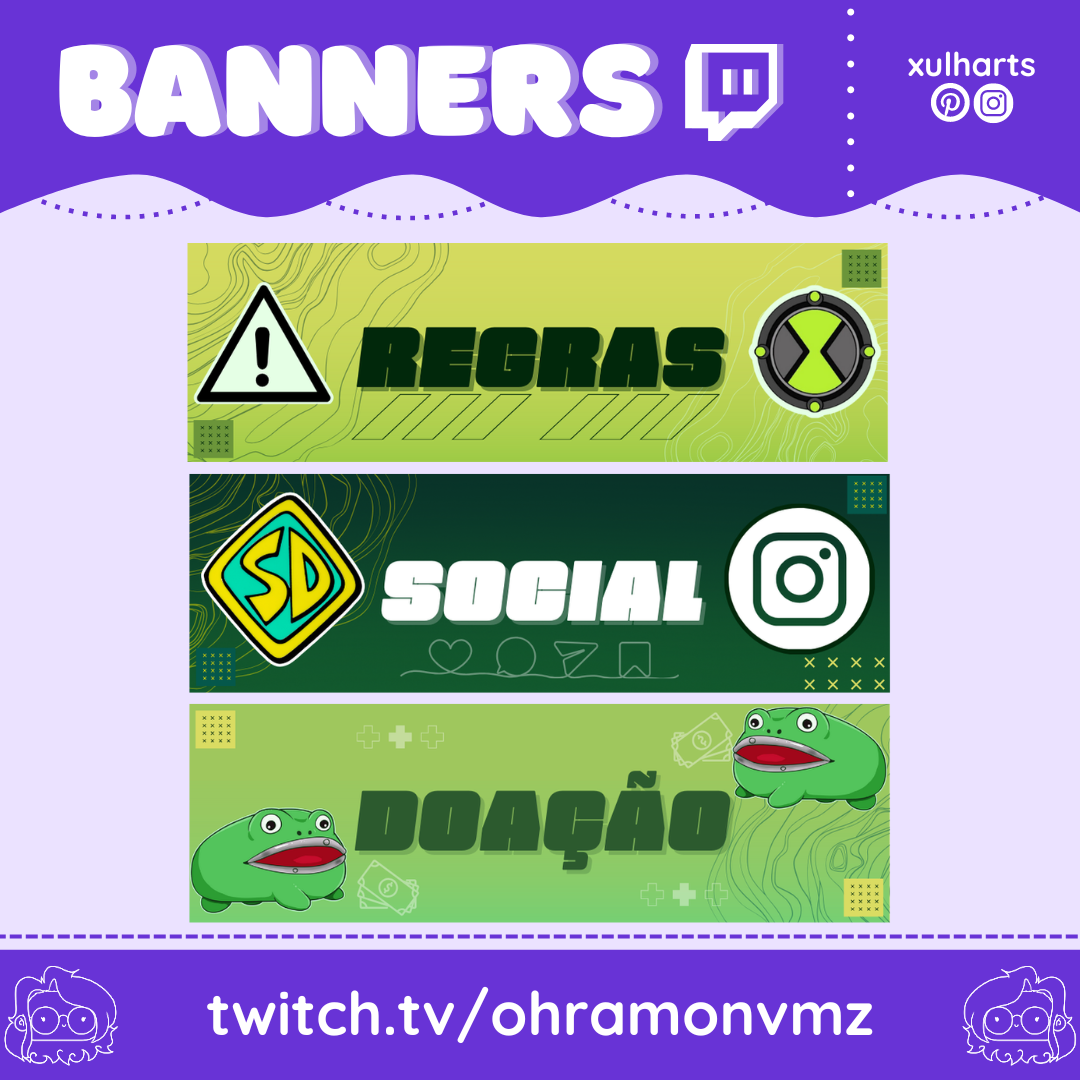 BANNERS
xulharts
REGRAS
SD
SOCIAL
DOAÇÃO
twitch.tv/ohramonvmz